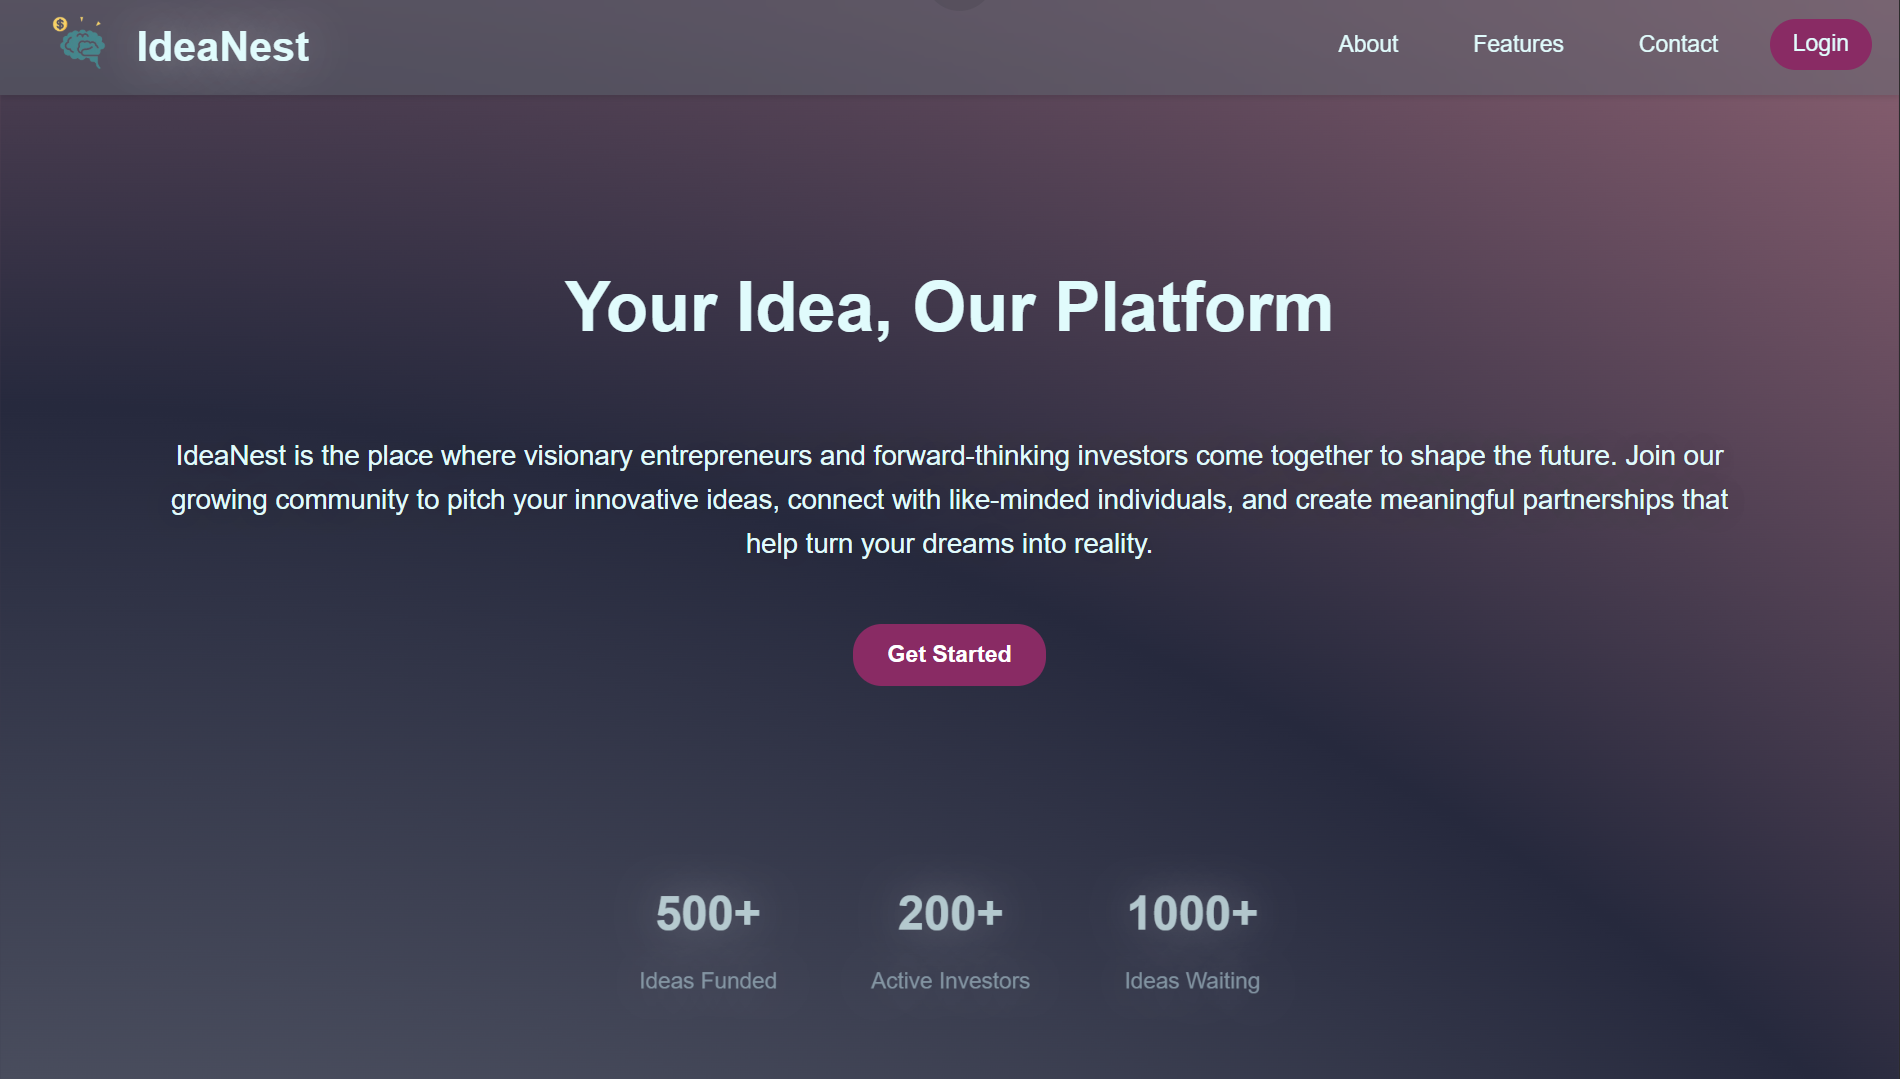 IdeaNest
About Features Contact Login
Your Idea, Our Platform
IdeaNest is the place where visionary entrepreneurs and forward-thinking investors come together to shape the future. Join our
growing community to pitch your innovative ideas, connect with like-minded individuals, and create meaningful partnerships that
help turn your dreams into reality.
Get Started
500+ 200+ 1000+
Ideas Funded Active Investors Ideas Waiting